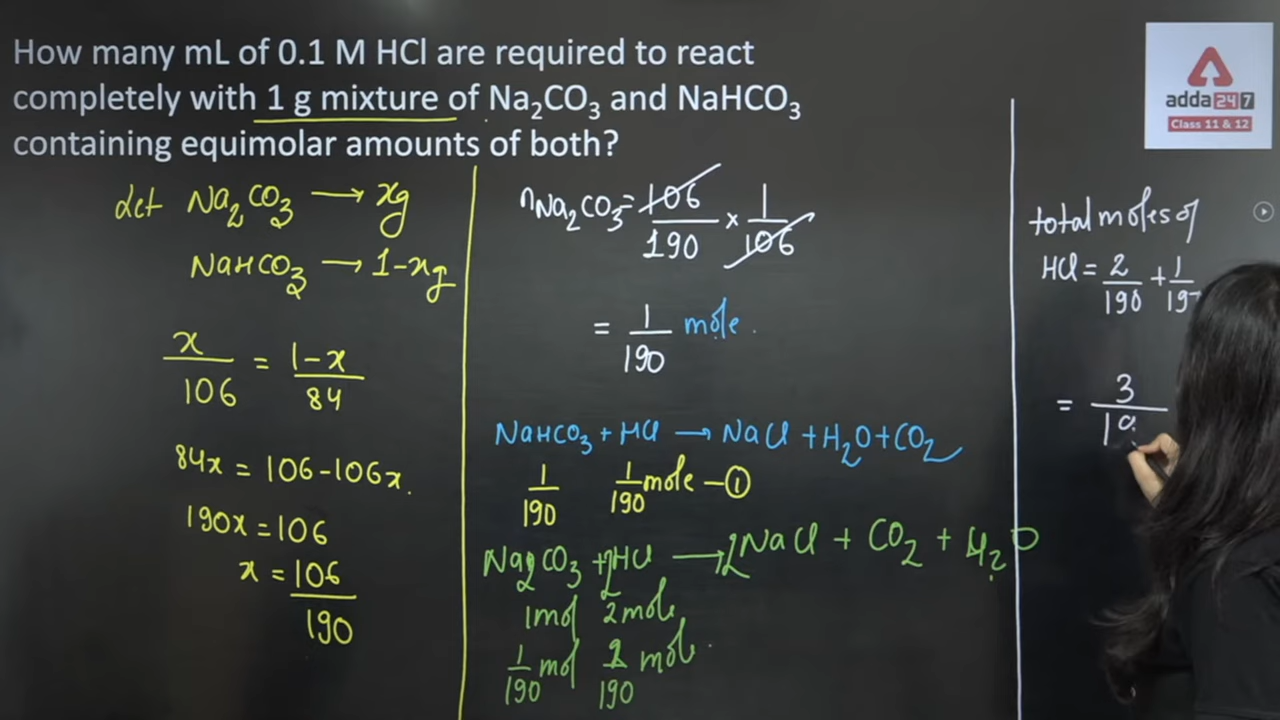 How many mL of 0.1 M HCl are required to react
completely with 1 g mixture of Na₂CO₃ and NaHCO₃
containing equimolar amounts of both?
adda247
Class 11 & 12
Let Na₂CO₃ → xg
NaHCO₃ → 1-xg
x/106 = 1-x/84
84x = 106-106x.
190x = 106
x = 106/190
nNa₂CO₃ = 106/190 × 1/106
= 1/190 mole.
NaHCO₃ + HCl → NaCl + H₂O + CO₂
1/190 1/190 mole -①
Na₂CO₃ + 2HCl → 2NaCl + CO₂ + H₂O
1mol 2mole
1/190 mol 2/190 mole.
total moles of
HCl = 2/190 + 1/19
= 3/19